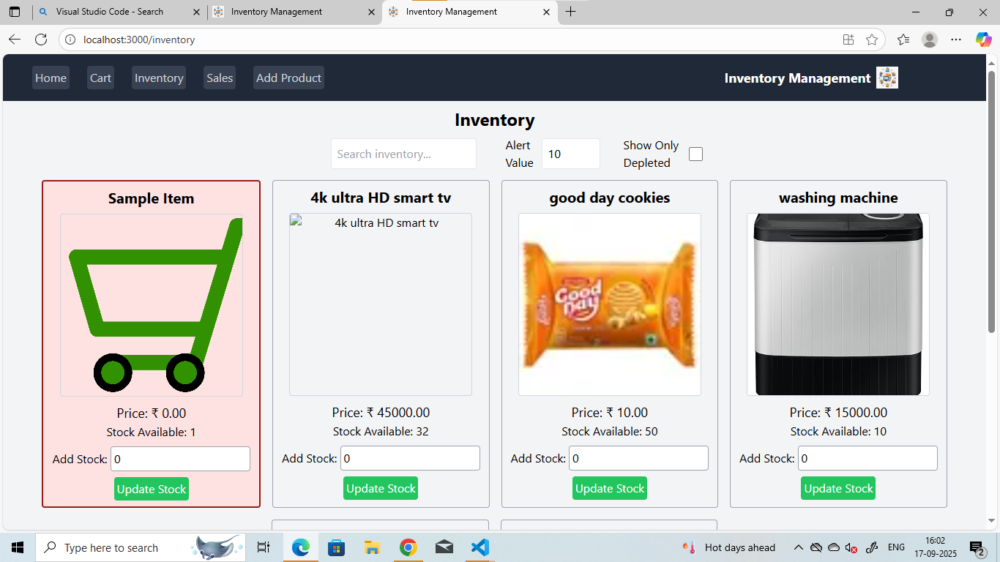 Visual Studio Code - Search
Inventory Management
Inventory Management
localhost:3000/inventory
Home
Cart
Inventory
Sales
Add Product
Inventory Management
Inventory
Search inventory...
Alert Value
10
Show Only Depleted
Sample Item
4k ultra HD smart tv
good day cookies
washing machine
4k ultra HD smart tv
Good Day
Price: ₹ 0.00
Price: ₹ 45000.00
Price: ₹ 10.00
Price: ₹ 15000.00
Stock Available: 1
Stock Available: 32
Stock Available: 50
Stock Available: 10
Add Stock: 0
Add Stock: 0
Add Stock: 0
Add Stock: 0
Update Stock
Update Stock
Update Stock
Update Stock
Type here to search
Hot days ahead
ENG
16:02
17-09-2025
2